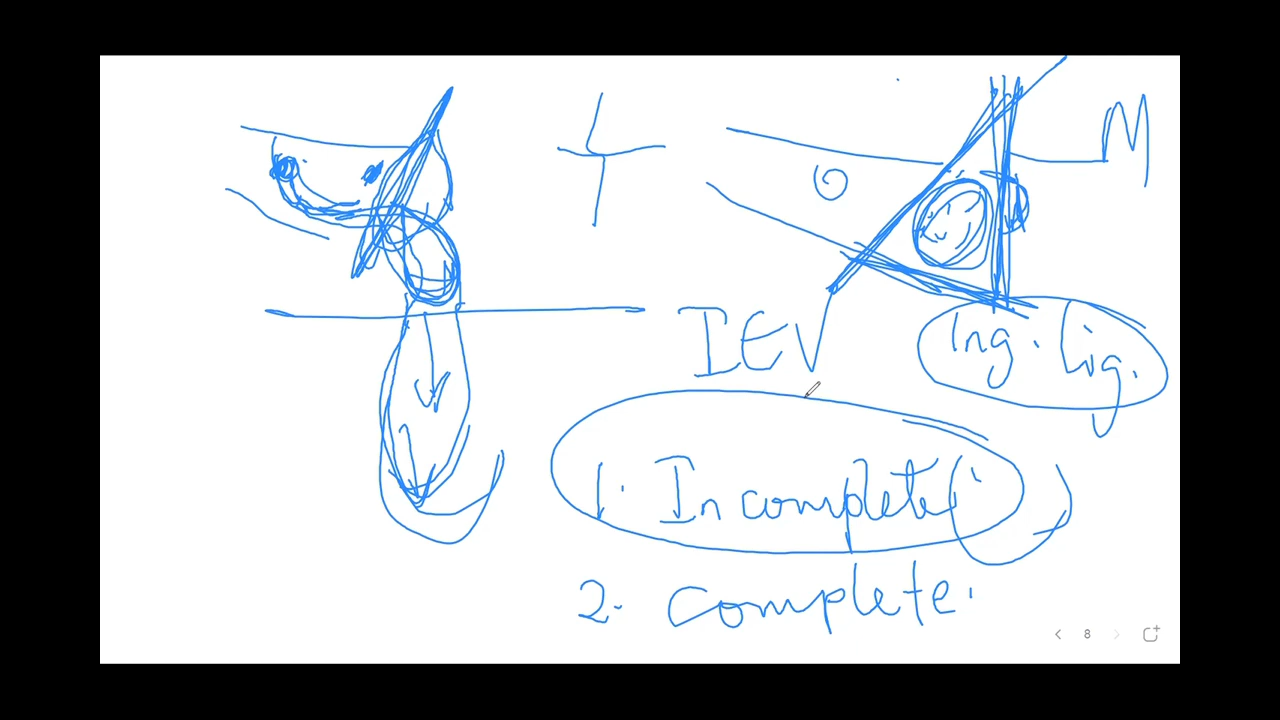 M
IEV
Ing. Lig.
1. Incomplete
2. Complete.
8